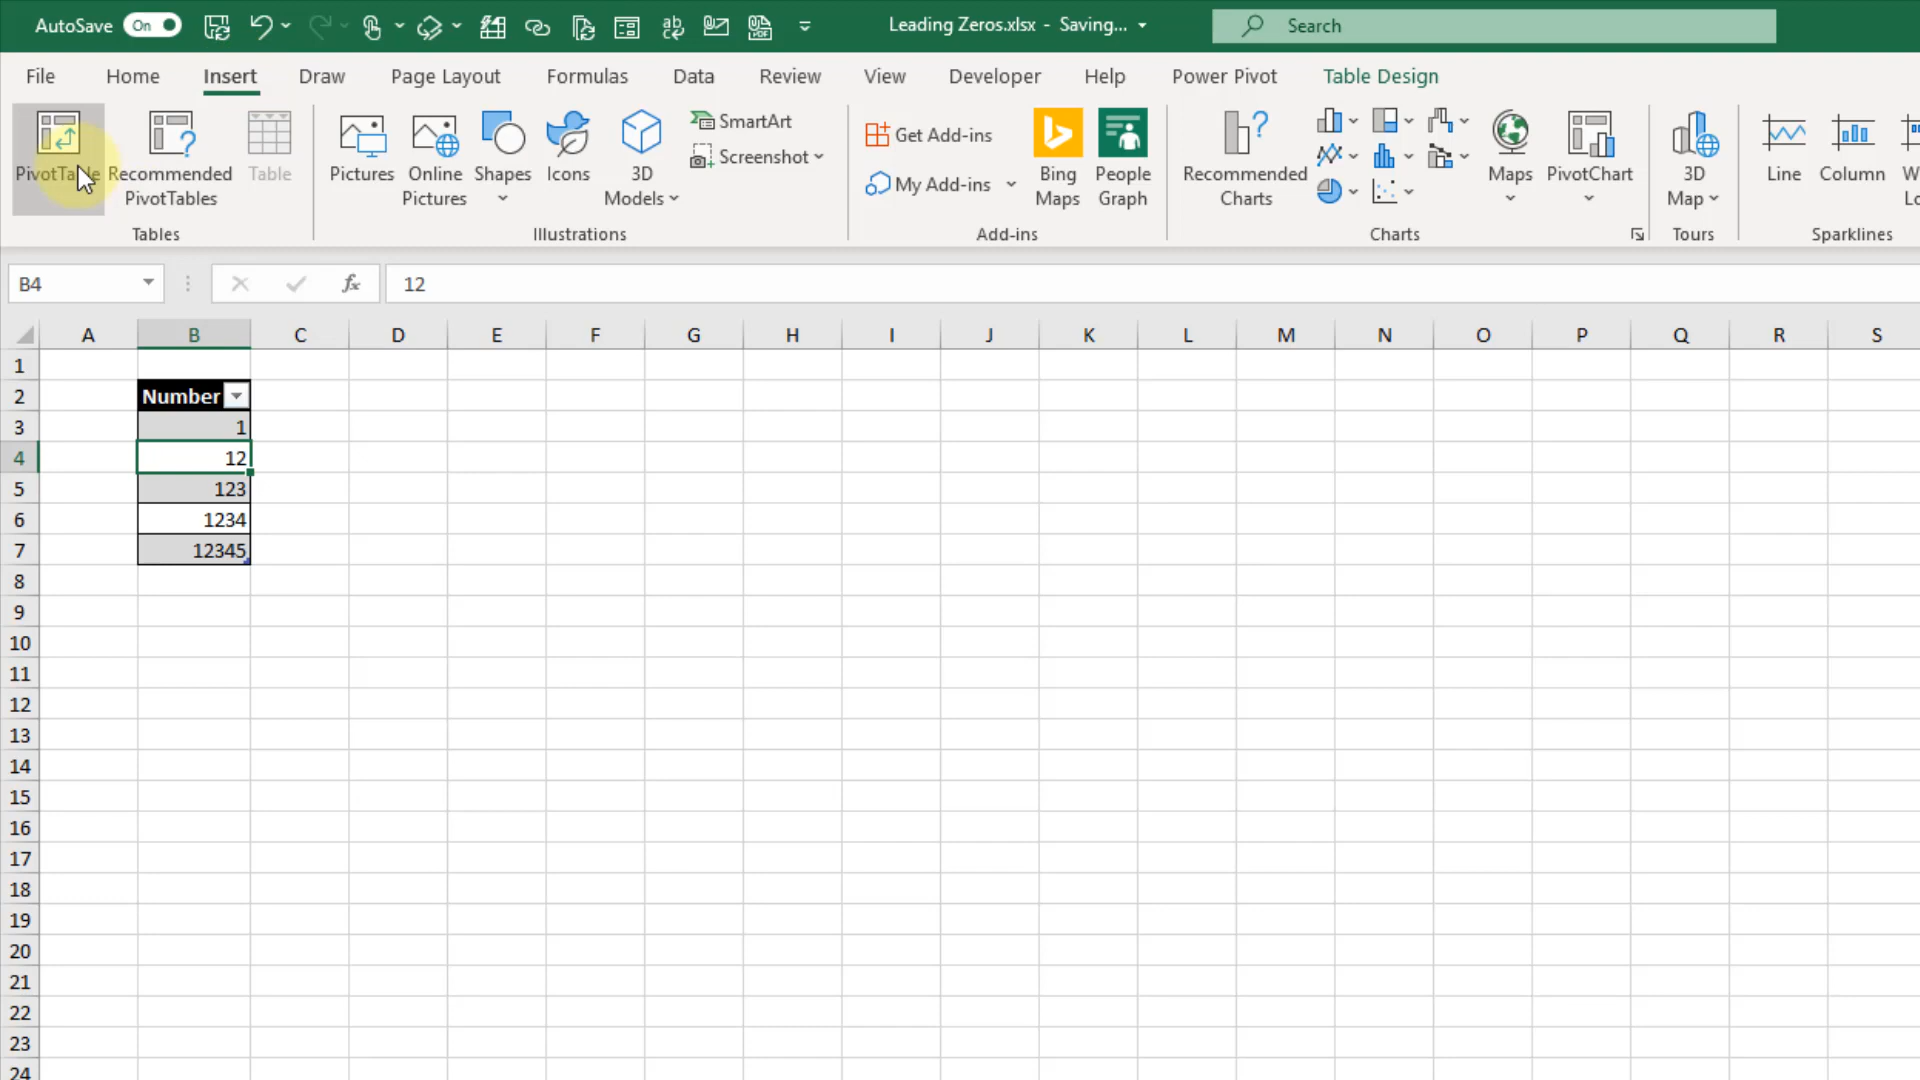 AutoSave On Leading Zeros.xlsx - Saving... Search
File Home Insert Draw Page Layout Formulas Data Review View Developer Help Power Pivot Table Design
PivotTable
Recommended
PivotTables
Table
Pictures
Online
Pictures
Shapes
Icons
3D
Models
SmartArt
Screenshot
Get Add-ins
My Add-ins
Bing
Maps
People
Graph
Recommended
Charts
Maps
PivotChart
3D
Map
Line
Column
Tables Illustrations Add-ins Charts Tours Sparklines
B4 fx 12
A B C D E F G H I J K L M N O P Q R S
1
2 Number
3 1
4 12
5 123
6 1234
7 12345
8
9
10
11
12
13
14
15
16
17
18
19
20
21
22
23
24